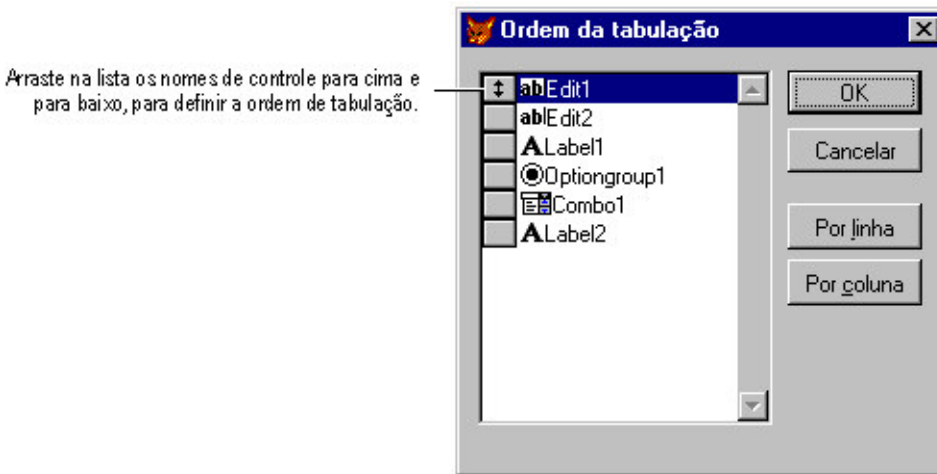 Ordem da tabulação
Arraste na lista os nomes de controle para cima e
para baixo, para definir a ordem de tabulação.
Edit1
Edit2
Label1
Optiongroup1
Combo1
Label2
OK
Cancelar
Por linha
Por coluna